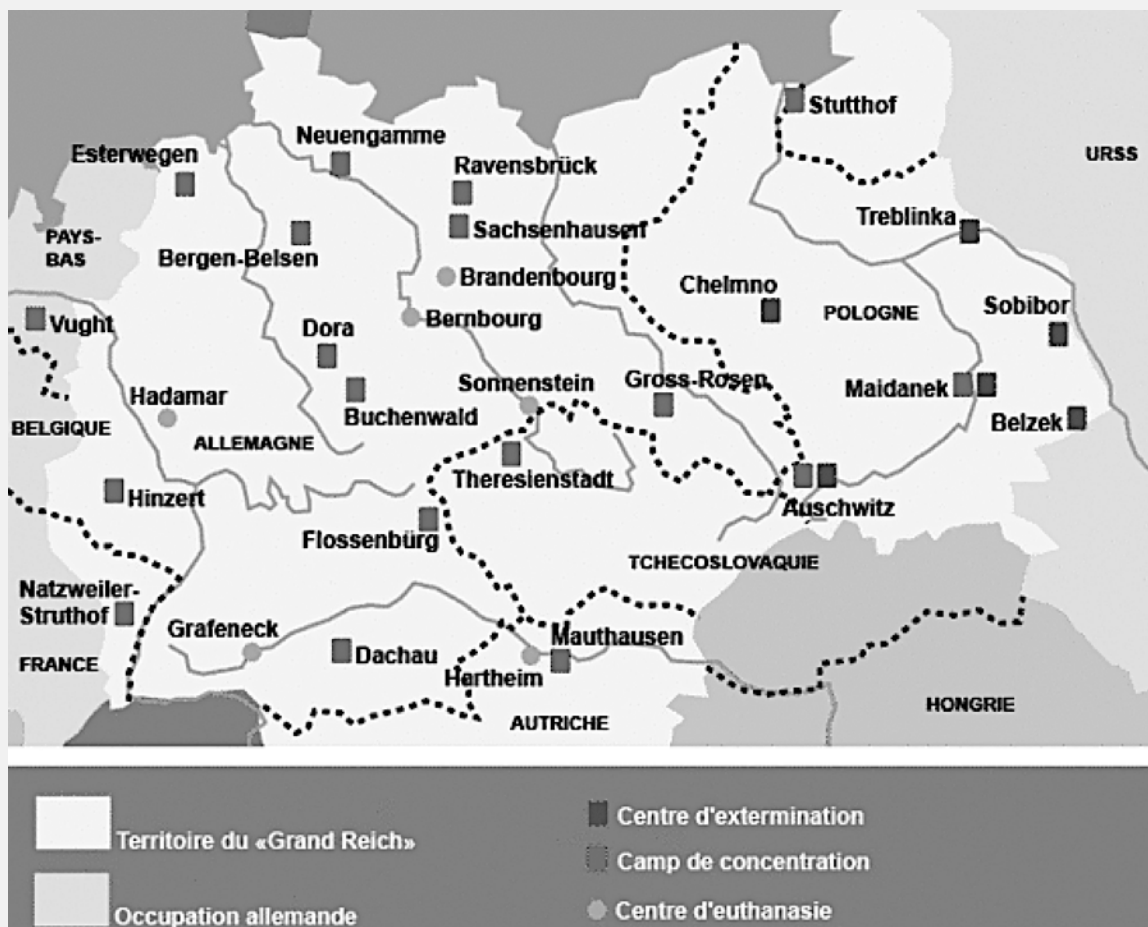 Stutthof
Neuengamme
Esterwegen
Ravensbrück
URSS
Treblinka
Sachsenhausen
PAYS-
BAS
Bergen-Belsen
Brandenbourg
Chelmno
Sobibor
POLOGNE
Vught
Bernbourg
Dora
Hadamar
Sonnenstein
Gross-Rosen
Maidanek
Buchenwald
Belzek
BELGIQUE
ALLEMAGNE
Theresienstadt
Hinzert
Auschwitz
Flossenbürg
TCHECOSLOVAQUIE
Natzweiler-
Struthof
Grafeneck
Mauthausen
Dachau
FRANCE
Hartheim
HONGRIE
AUTRICHE
Territoire du «Grand Reich»
Occupation allemande
Centre d'extermination
Camp de concentration
Centre d'euthanasie